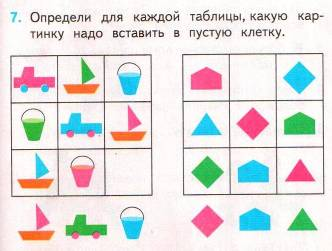 7. Определи для каждой таблицы, какую кар-
тинку надо вставить в пустую клетку.